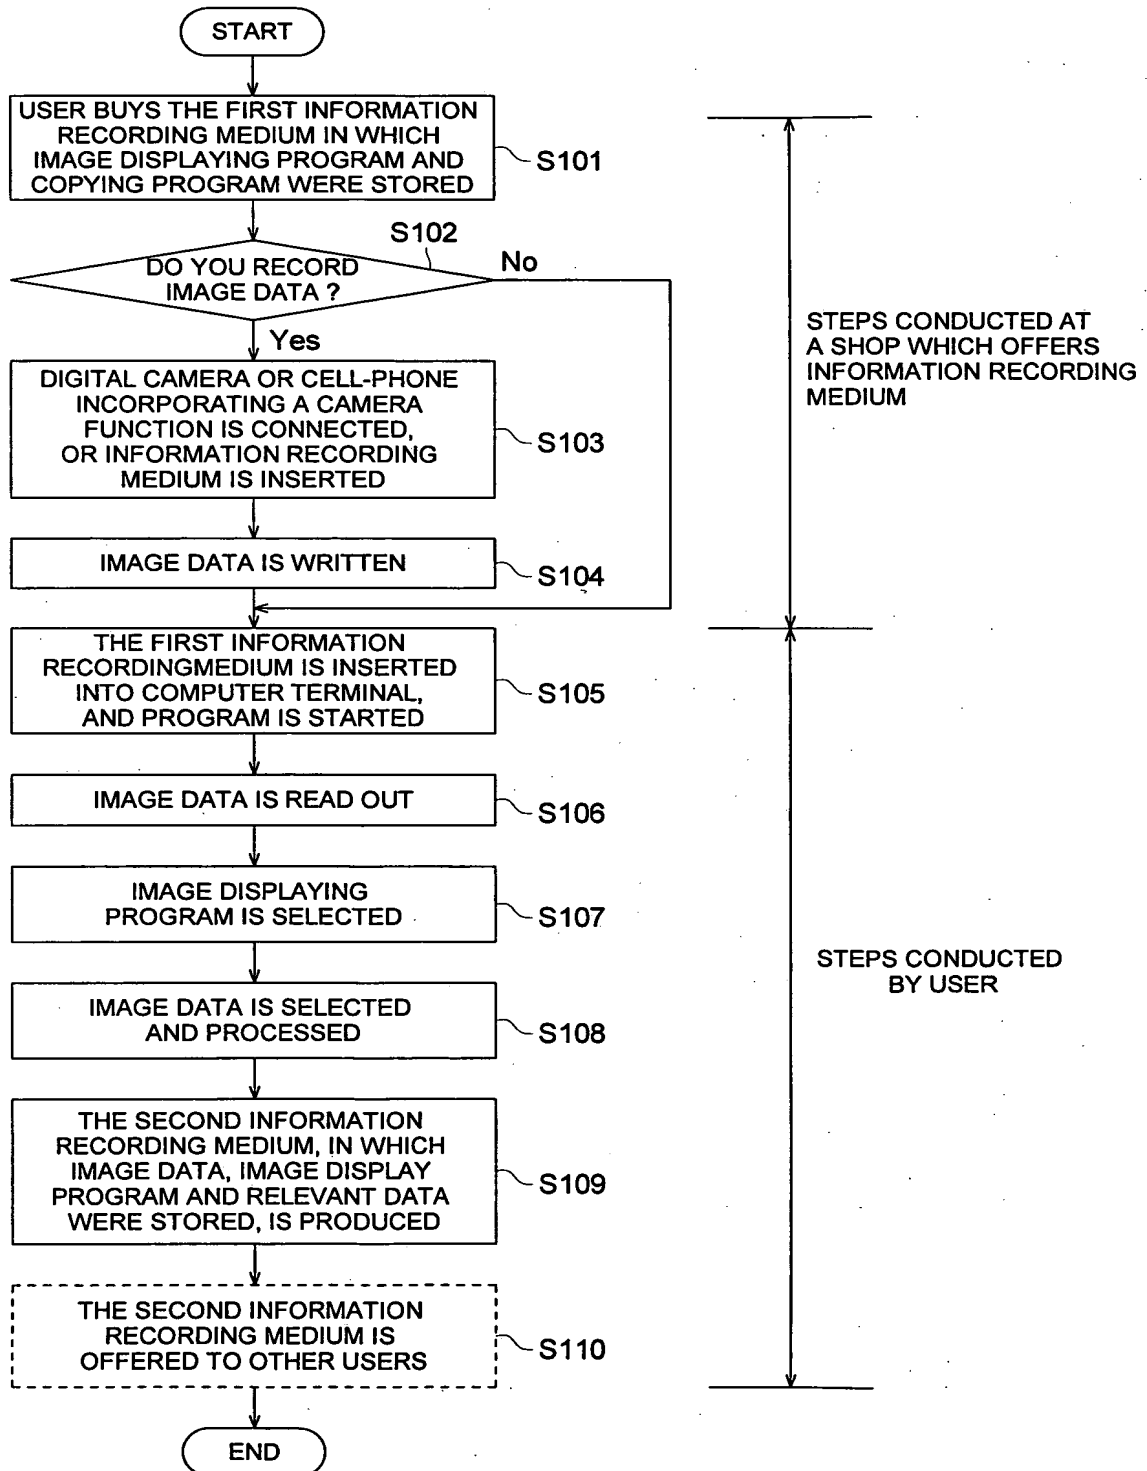 START
USER BUYS THE FIRST INFORMATION
RECORDING MEDIUM IN WHICH
IMAGE DISPLAYING PROGRAM AND
COPYING PROGRAM WERE STORED
S101
S102
DO YOU RECORD
IMAGE DATA ?
No
Yes
DIGITAL CAMERA OR CELL-PHONE
INCORPORATING A CAMERA
FUNCTION IS CONNECTED,
OR INFORMATION RECORDING
MEDIUM IS INSERTED
S103
IMAGE DATA IS WRITTEN
S104
STEPS CONDUCTED AT
A SHOP WHICH OFFERS
INFORMATION RECORDING
MEDIUM
THE FIRST INFORMATION
RECORDINGMEDIUM IS INSERTED
INTO COMPUTER TERMINAL,
AND PROGRAM IS STARTED
S105
IMAGE DATA IS READ OUT
S106
IMAGE DISPLAYING
PROGRAM IS SELECTED
S107
IMAGE DATA IS SELECTED
AND PROCESSED
S108
THE SECOND INFORMATION
RECORDING MEDIUM, IN WHICH
IMAGE DATA, IMAGE DISPLAY
PROGRAM AND RELEVANT DATA
WERE STORED, IS PRODUCED
S109
THE SECOND INFORMATION
RECORDING MEDIUM IS
OFFERED TO OTHER USERS
S110
STEPS CONDUCTED
BY USER
END